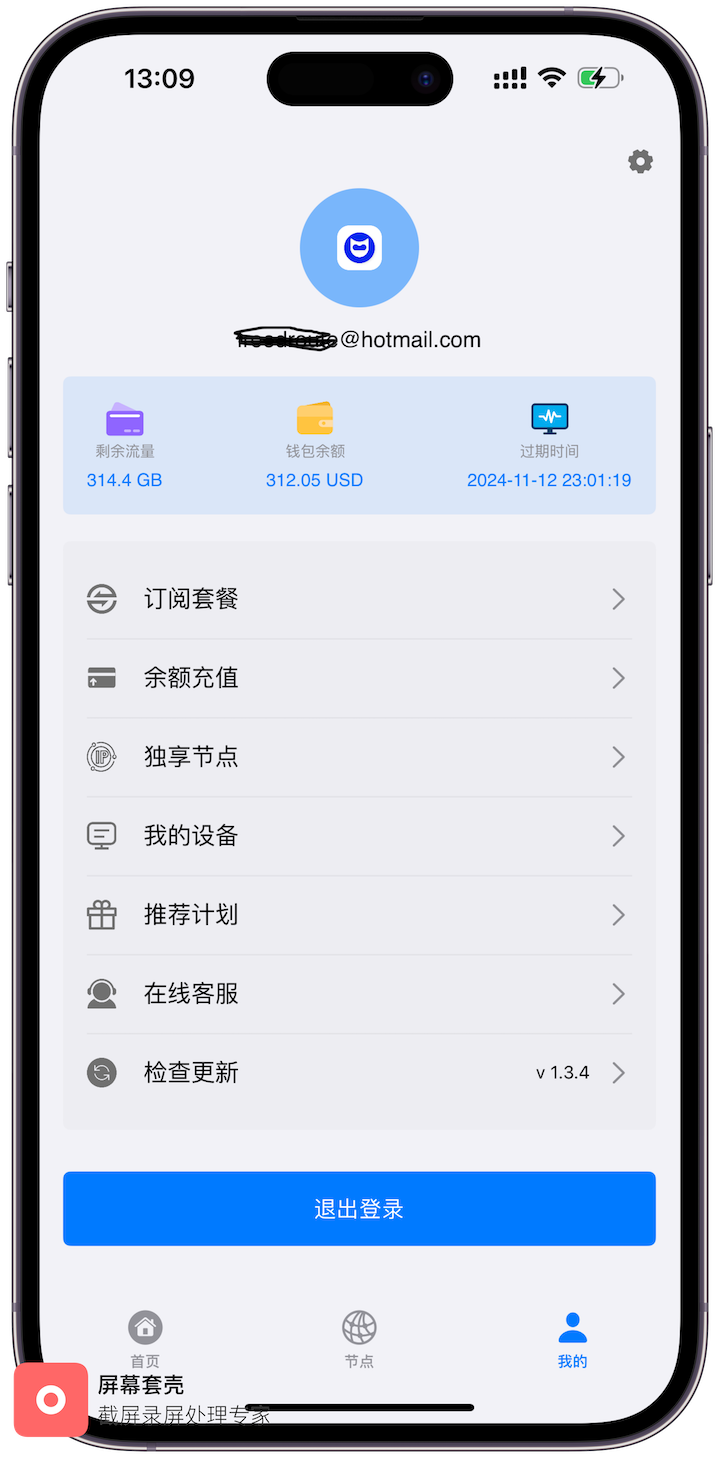 13:09
@hotmail.com
剩余流量
钱包余额
过期时间
314.4 GB
312.05 USD
2024-11-12 23:01:19
订阅套餐
余额充值
独享节点
我的设备
推荐计划
在线客服
检查更新
v 1.3.4
退出登录
首页
节点
我的
屏幕套壳
截屏录屏处理专家